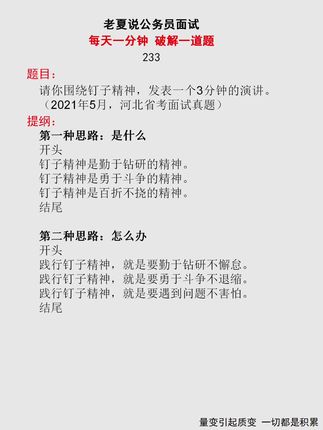 老夏说公务员面试
每天一分钟 破解一道题
233
题目：
请你围绕钉子精神，发表一个3分钟的演讲。
（2021年5月，河北省考面试真题）
提纲：
第一种思路：是什么
开头
钉子精神是勤于钻研的精神。
钉子精神是勇于斗争的精神。
钉子精神是百折不挠的精神。
结尾
第二种思路：怎么办
开头
践行钉子精神，就是要勤于钻研不懈怠。
践行钉子精神，就是要勇于斗争不退缩。
践行钉子精神，就是要遇到问题不害怕。
结尾
量变引起质变 一切都是积累